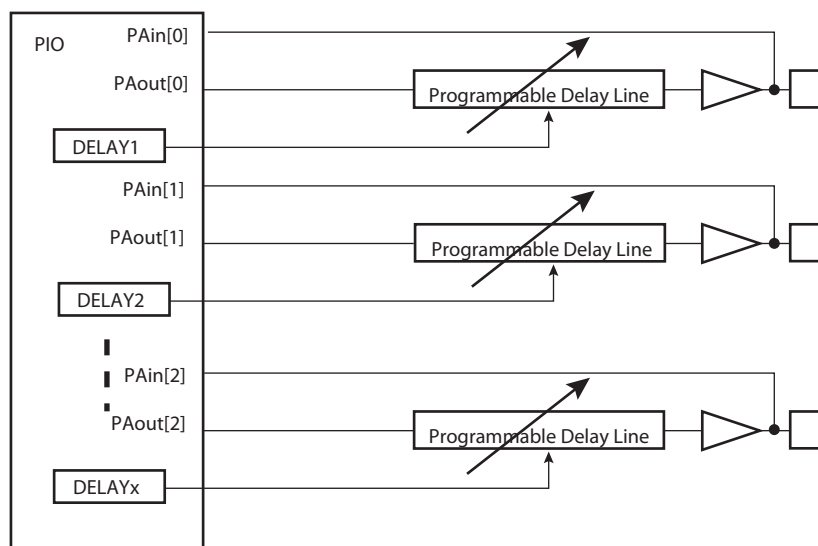 PAin[0]
PIO
PAout[0]
Programmable Delay Line
DELAY1
PAin[1]
PAout[1]
Programmable Delay Line
DELAY2
PAin[2]
PAout[2]
Programmable Delay Line
DELAYx